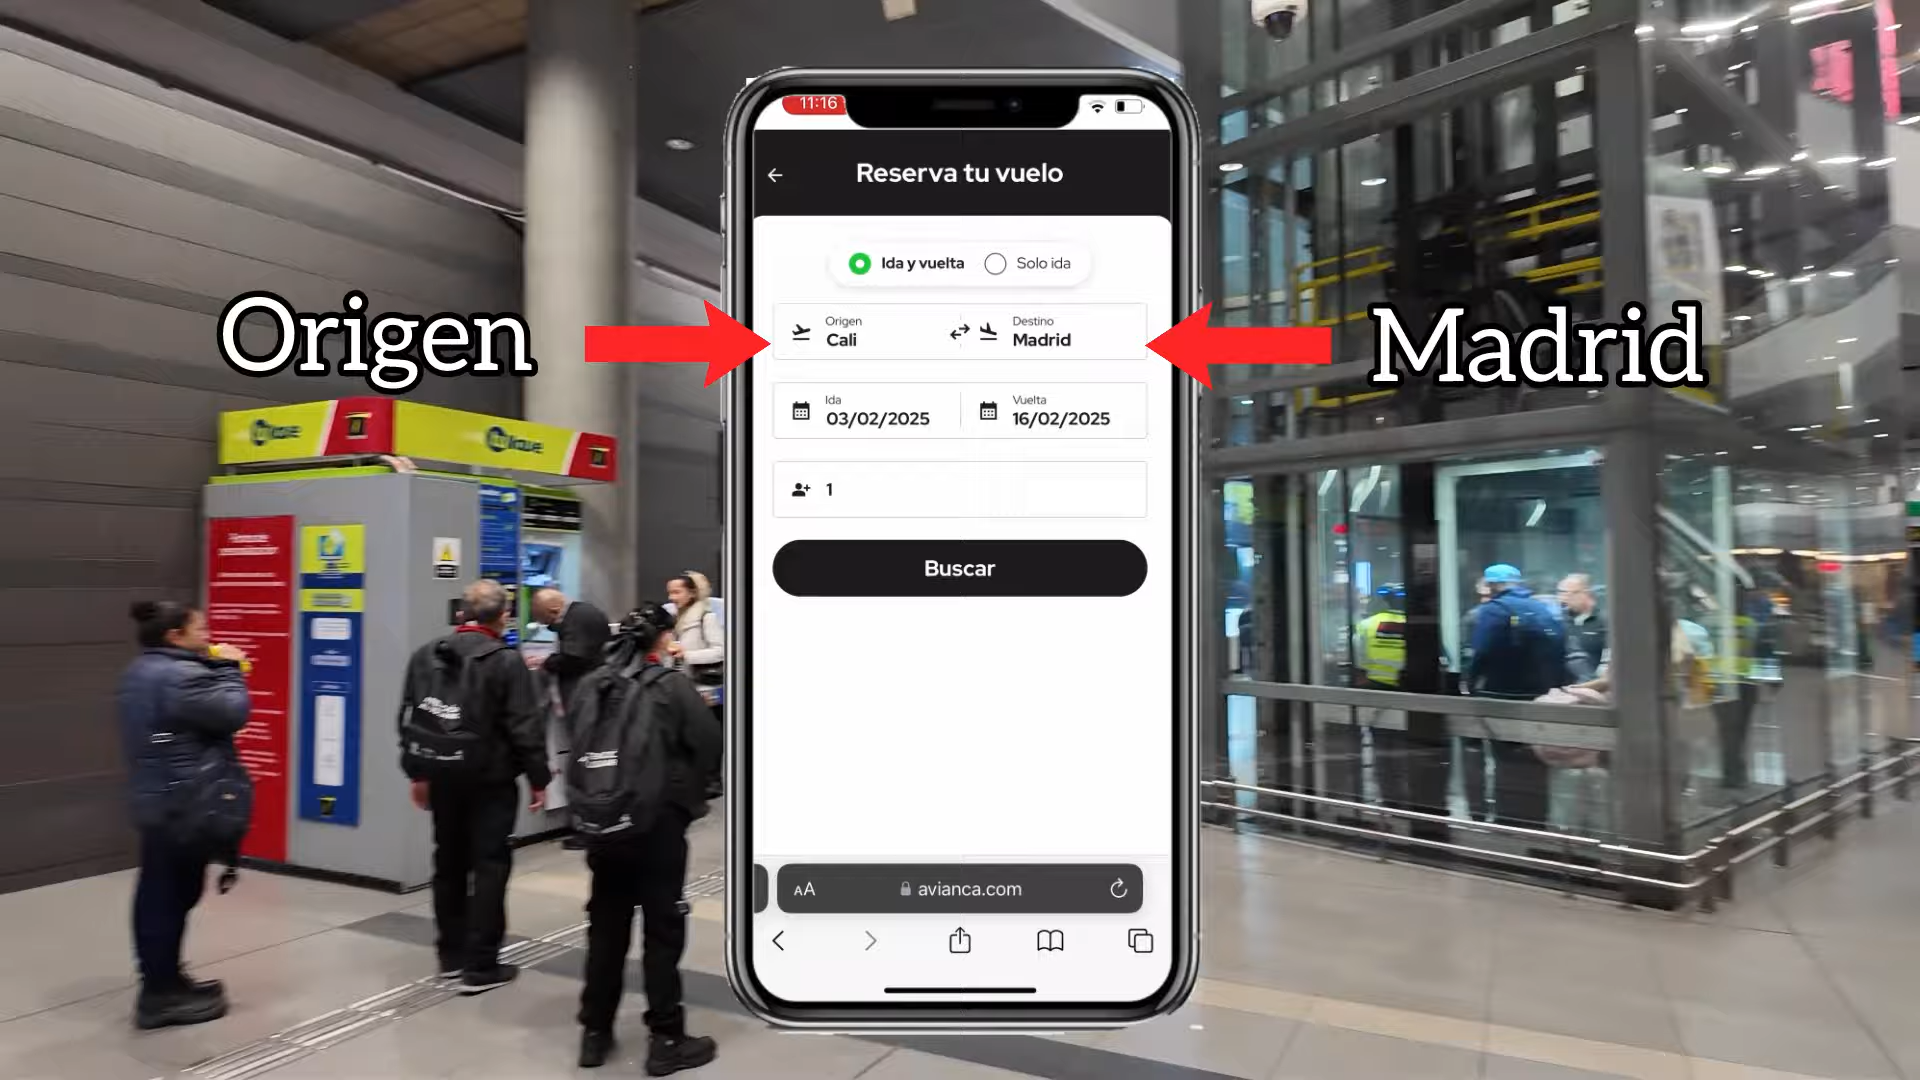 11:16
Reserva tu vuelo
Ida y vuelta
Solo ida
Origen
Origen
Cali
Destino
Madrid
Madrid
Ida
03/02/2025
Vuelta
16/02/2025
1
Buscar
AA
avianca.com